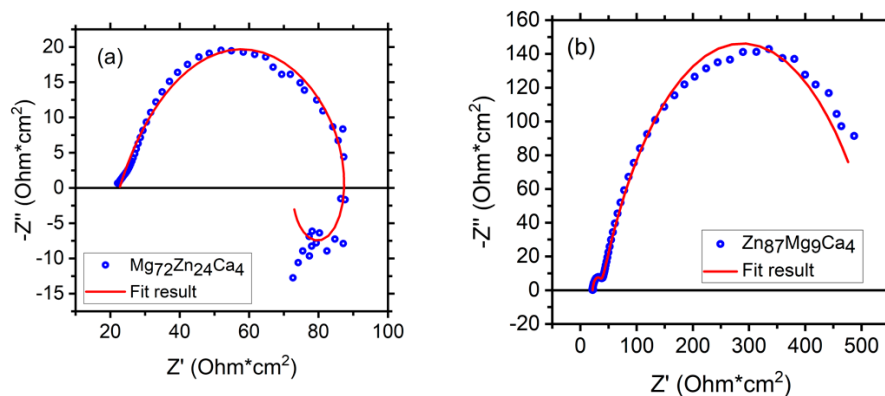 (a)
20
15
10
5
0
-5
-10
-15
-Z" (Ohm*cm²)
Mg₇₂Zn₂₄Ca₄
Fit result
20 40 60 80 100
Z' (Ohm*cm²)
(b)
160
140
120
100
80
60
40
20
0
-20
-Z" (Ohm*cm²)
Zn₈₇Mg₉Ca₄
Fit result
0 100 200 300 400 500
Z' (Ohm*cm²)